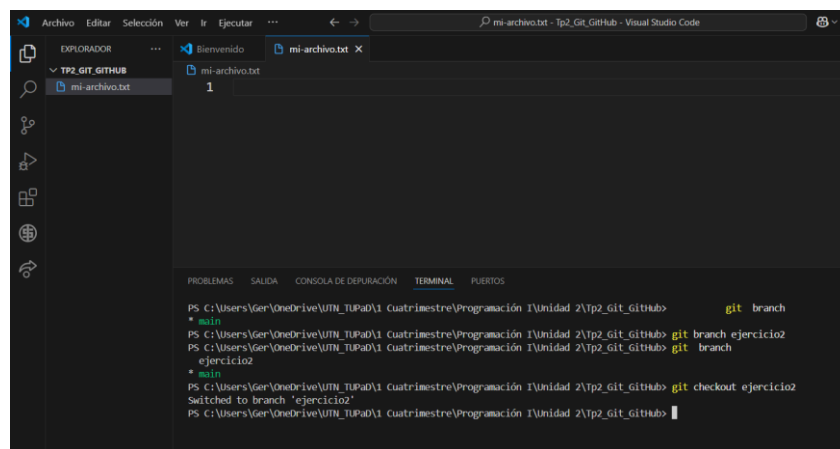 Archivo Editar Selección Ver Ir Ejecutar ··· mi-archivo.txt - Tp2_Git_GitHub - Visual Studio Code
EXPLORADOR ···
TP2_GIT_GITHUB
mi-archivo.txt
Bienvenido mi-archivo.txt
mi-archivo.txt
1
PROBLEMAS SALIDA CONSOLA DE DEPURACIÓN TERMINAL PUERTOS
PS C:\Users\Ger\OneDrive\UTN_TUPaD\1 Cuatrimestre\Programación I\Unidad 2\Tp2_Git_GitHub> git branch
* main
PS C:\Users\Ger\OneDrive\UTN_TUPaD\1 Cuatrimestre\Programación I\Unidad 2\Tp2_Git_GitHub> git branch ejercicio2
PS C:\Users\Ger\OneDrive\UTN_TUPaD\1 Cuatrimestre\Programación I\Unidad 2\Tp2_Git_GitHub> git branch
ejercicio2
* main
PS C:\Users\Ger\OneDrive\UTN_TUPaD\1 Cuatrimestre\Programación I\Unidad 2\Tp2_Git_GitHub> git checkout ejercicio2
Switched to branch 'ejercicio2'
PS C:\Users\Ger\OneDrive\UTN_TUPaD\1 Cuatrimestre\Programación I\Unidad 2\Tp2_Git_GitHub>